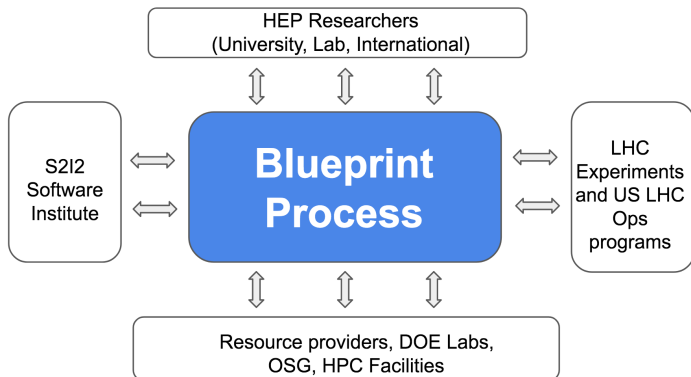 HEP Researchers
(University, Lab, International)
S2I2
Software
Institute
Blueprint
Process
LHC
Experiments
and US LHC
Ops
programs
Resource providers, DOE Labs,
OSG, HPC Facilities